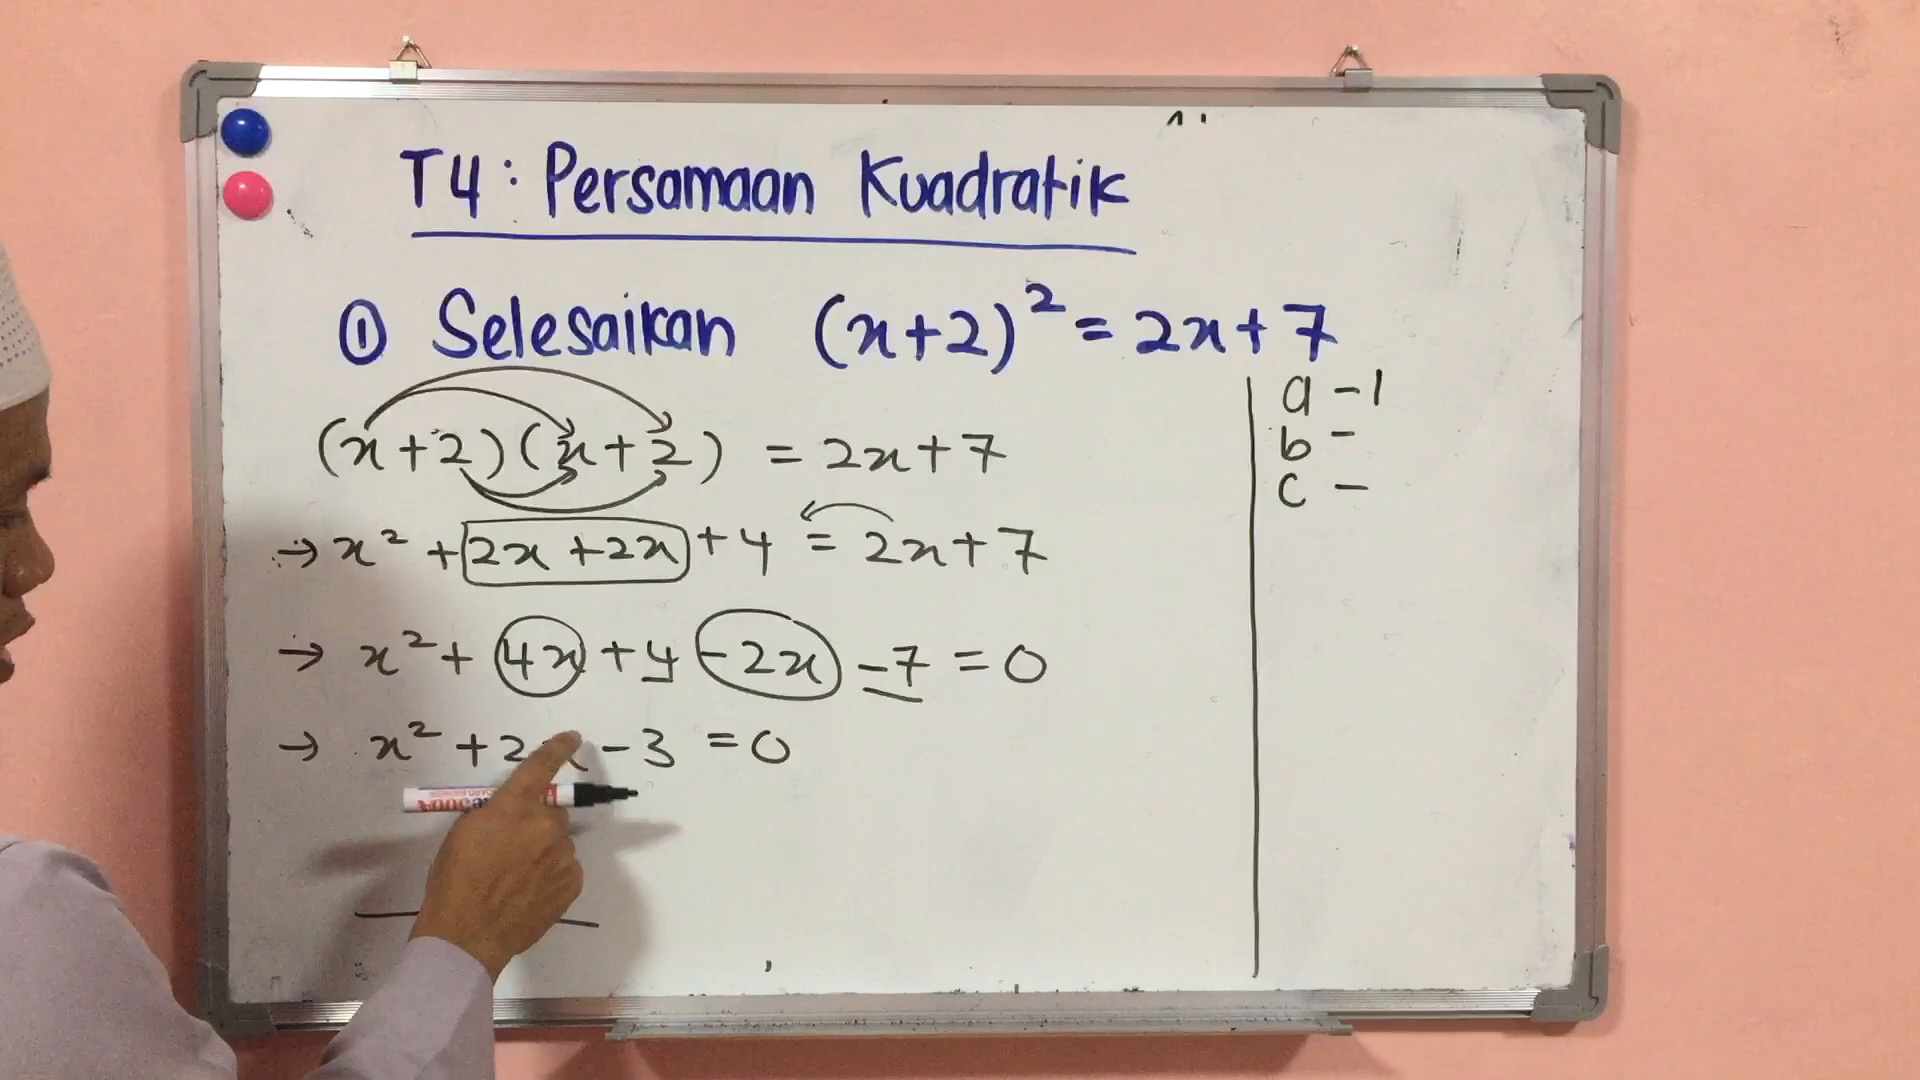 T4 : Persamaan Kuadratik
① Selesaikan (x+2)² = 2x+7
(x+2)(x+2) = 2x+7
→ x² + 2x + 2x + 4 = 2x+7
→ x² + 4x + 4 - 2x - 7 = 0
→ x² + 2x - 3 = 0
a - 1
b -
c -